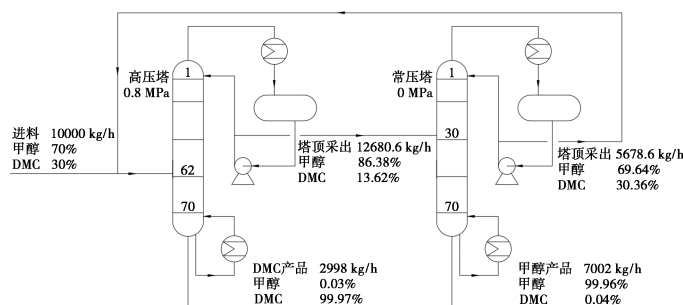 高压塔
0.8 MPa
1
62
70
进料 10000 kg/h
甲醇 70%
DMC 30%
塔顶采出 12680.6 kg/h
甲醇 86.38%
DMC 13.62%
DMC产品 2998 kg/h
甲醇 0.03%
DMC 99.97%
常压塔
0 MPa
1
30
70
塔顶采出 5678.6 kg/h
甲醇 69.64%
DMC 30.36%
甲醇产品 7002 kg/h
甲醇 99.96%
DMC 0.04%